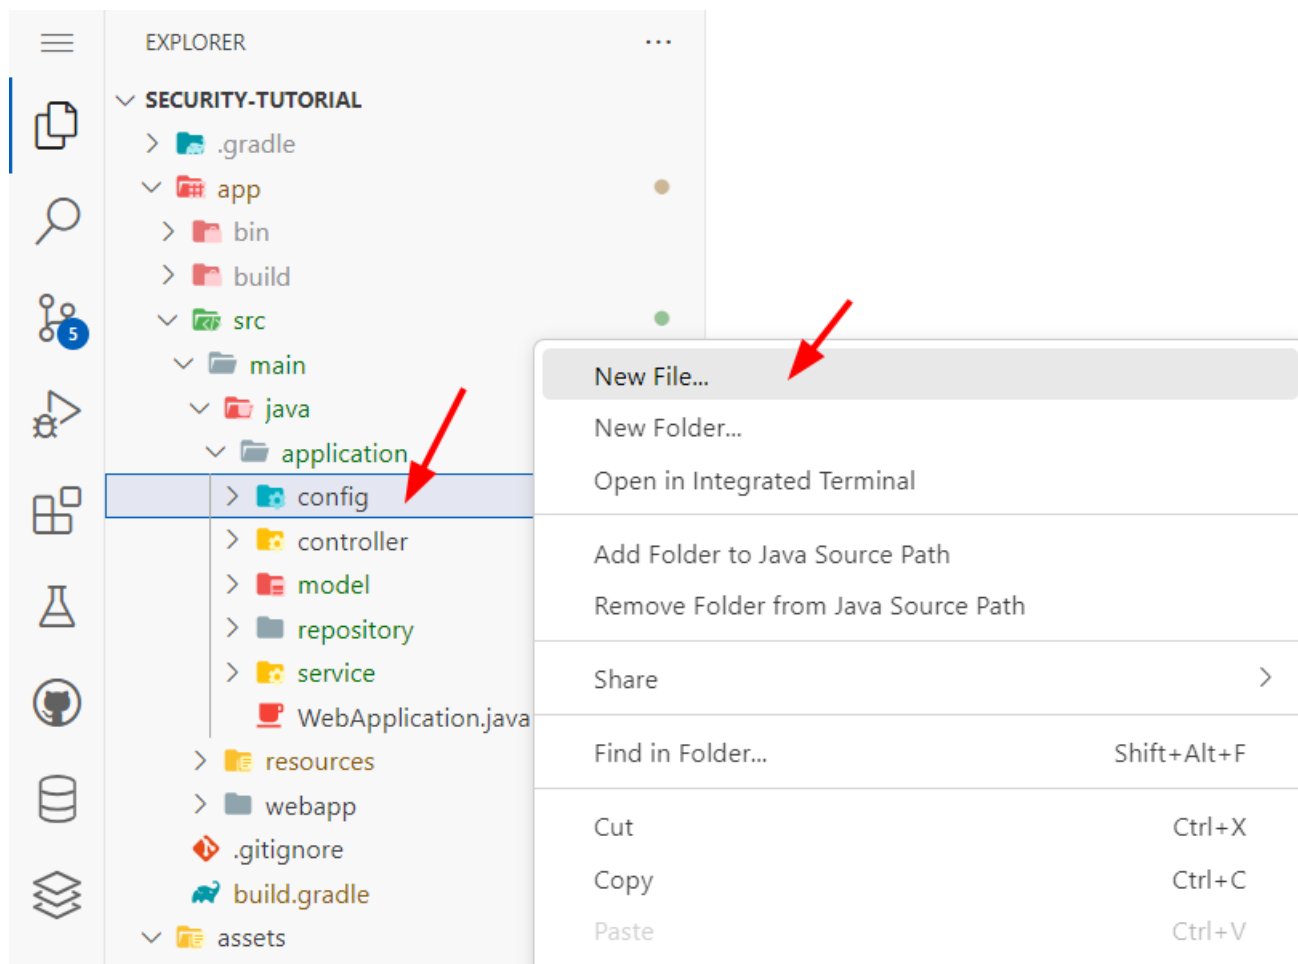 EXPLORER
...
SECURITY-TUTORIAL
.gradle
app
bin
build
src
5
main
java
application
config
controller
model
repository
service
WebApplication.java
resources
webapp
.gitignore
build.gradle
assets
New File...
New Folder...
Open in Integrated Terminal
Add Folder to Java Source Path
Remove Folder from Java Source Path
Share
Find in Folder... Shift+Alt+F
Cut Ctrl+X
Copy Ctrl+C
Paste Ctrl+V